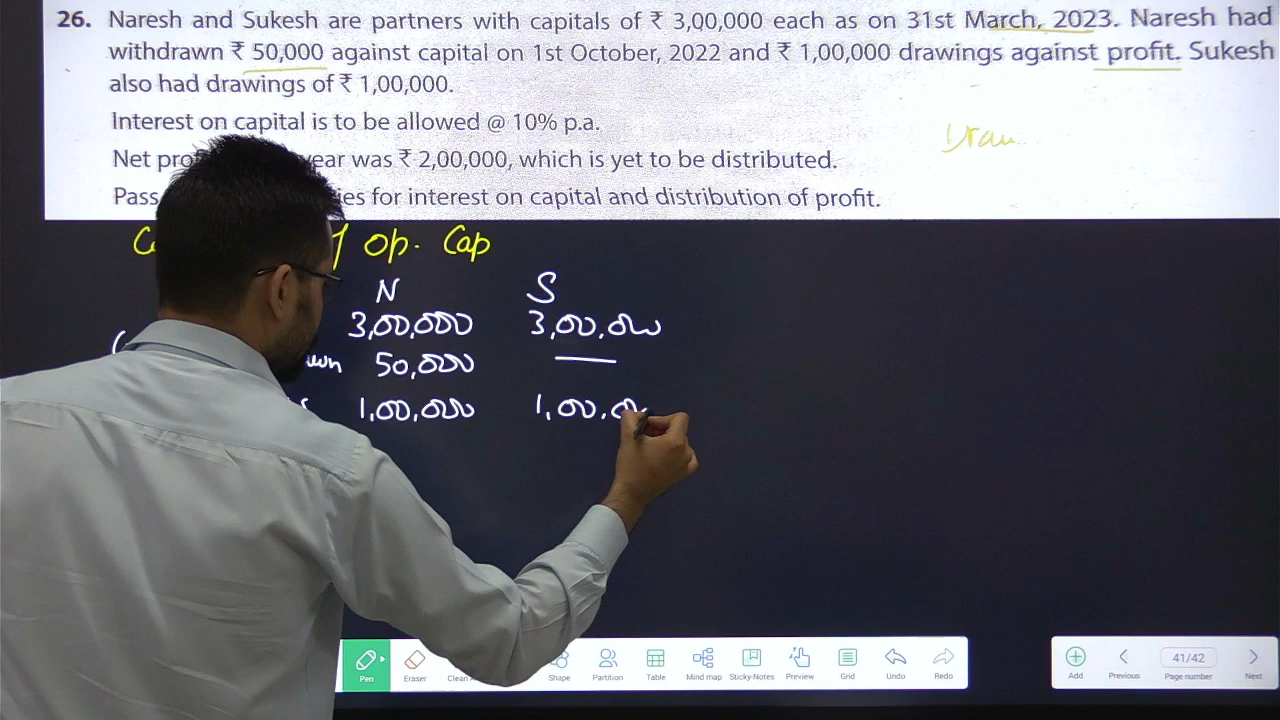 26. Naresh and Sukesh are partners with capitals of ₹ 3,00,000 each as on 31st March, 2023. Naresh had
withdrawn ₹ 50,000 against capital on 1st October, 2022 and ₹ 1,00,000 drawings against profit. Sukesh
also had drawings of ₹ 1,00,000.
Interest on capital is to be allowed @ 10% p.a.
Net year was ₹ 2,00,000, which is yet to be distributed.
Draw
Pass for interest on capital and distribution of profit.
Op. Cap
N S
3,00,000 3,00,000
50,000 —
1,00,000 1,00,0
Pen Eraser Shape Partition Table Mind map Sticky-Notes Preview Grid Undo Redo
Add Previous 41/42 Page number Next